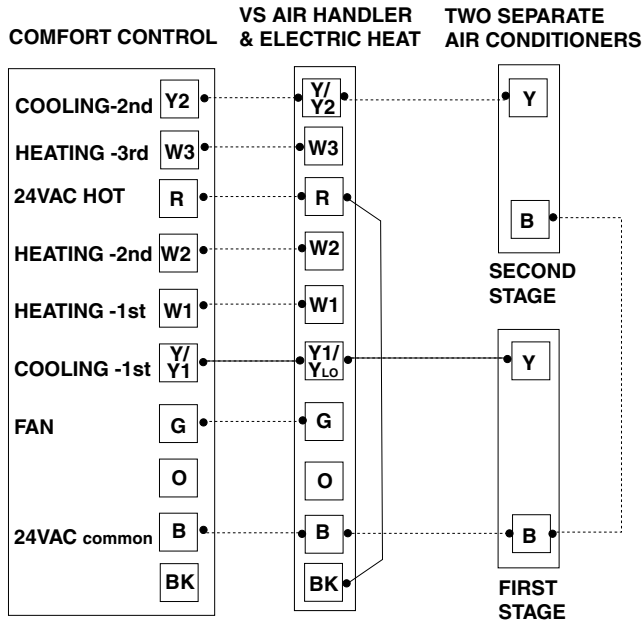 COMFORT CONTROL
VS AIR HANDLER
& ELECTRIC HEAT
TWO SEPARATE
AIR CONDITIONERS
COOLING-2nd Y2 Y/ Y2 Y
HEATING -3rd W3 W3
24VAC HOT R R
B
HEATING -2nd W2 W2
SECOND
STAGE
HEATING -1st W1 W1
COOLING -1st Y/ Y1 Y1/ YLO Y
FAN G G
O O
24VAC common B B B
BK BK
FIRST
STAGE